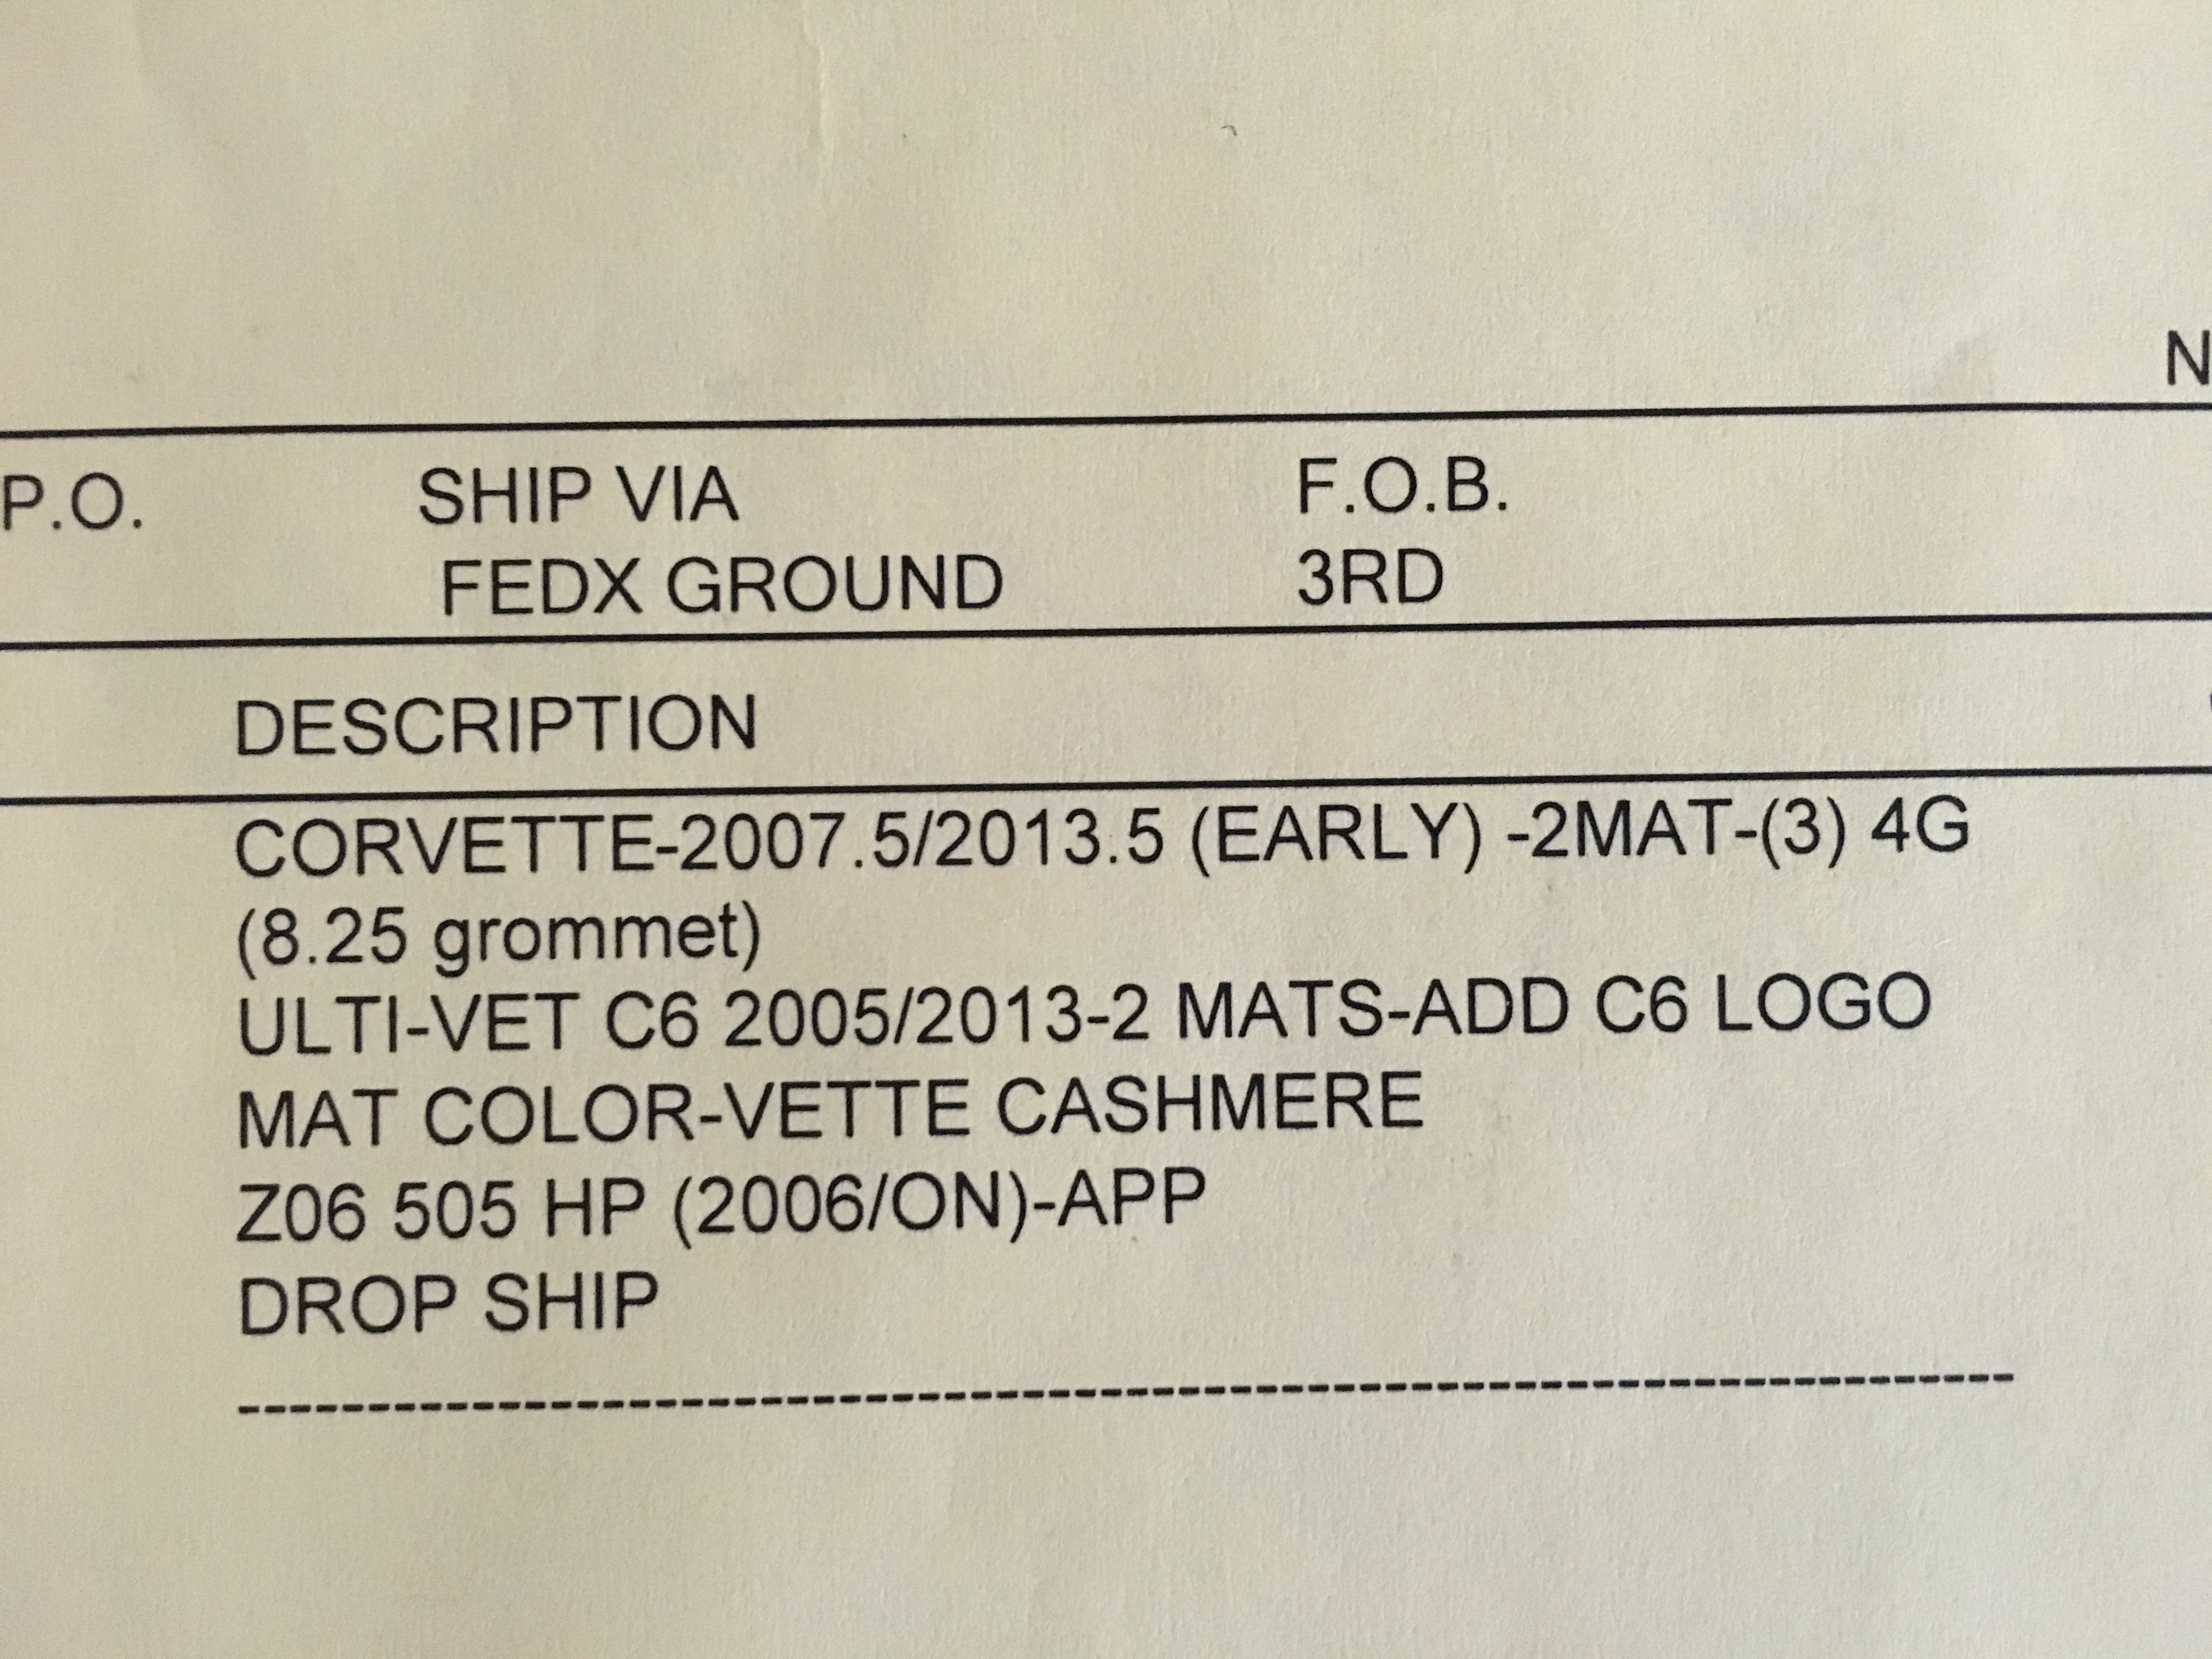 N
P.O. SHIP VIA F.O.B.
FEDX GROUND 3RD
DESCRIPTION
CORVETTE-2007.5/2013.5 (EARLY) -2MAT-(3) 4G
(8.25 grommet)
ULTI-VET C6 2005/2013-2 MATS-ADD C6 LOGO
MAT COLOR-VETTE CASHMERE
Z06 505 HP (2006/ON)-APP
DROP SHIP
--------------------------------------------------------------------